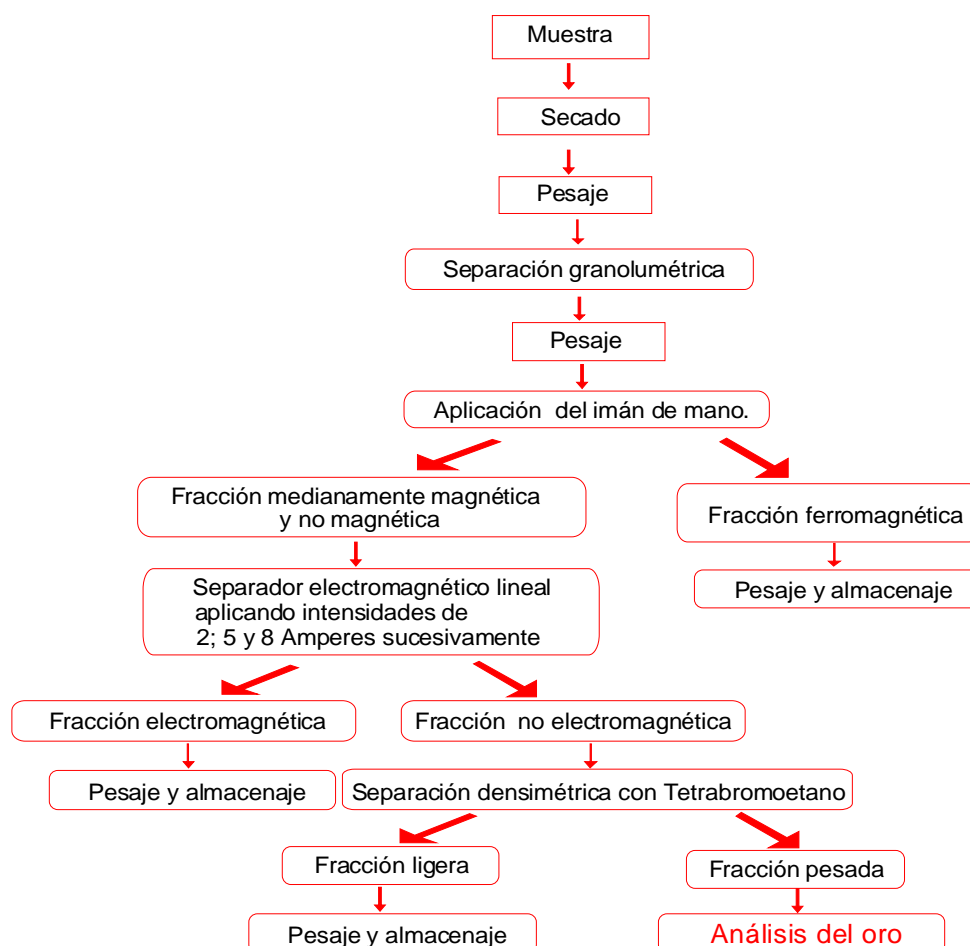 Muestra
Secado
Pesaje
Separación granolumétrica
Pesaje
Aplicación del imán de mano.
Fracción medianamente magnética
y no magnética
Fracción ferromagnética
Pesaje y almacenaje
Separador electromagnético lineal
aplicando intensidades de
2; 5 y 8 Amperes sucesivamente
Fracción electromagnética
Fracción no electromagnética
Pesaje y almacenaje
Separación densimétrica con Tetrabromoetano
Fracción ligera
Fracción pesada
Pesaje y almacenaje
Análisis del oro